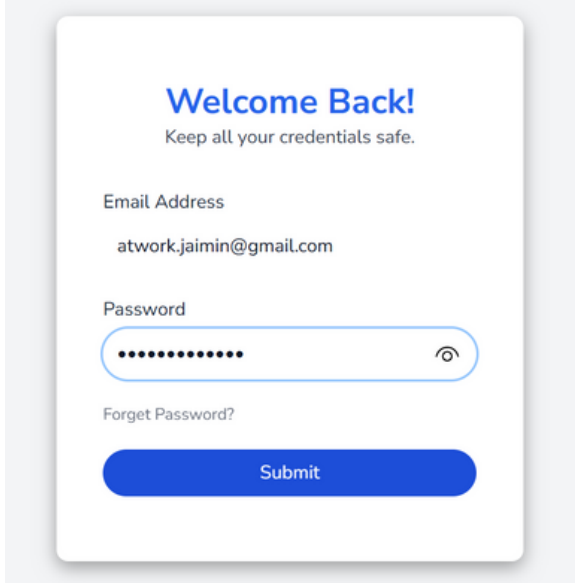 Welcome Back!
Keep all your credentials safe.
Email Address
atwork.jaimin@gmail.com
Password
•••••••••••••
Forget Password?
Submit